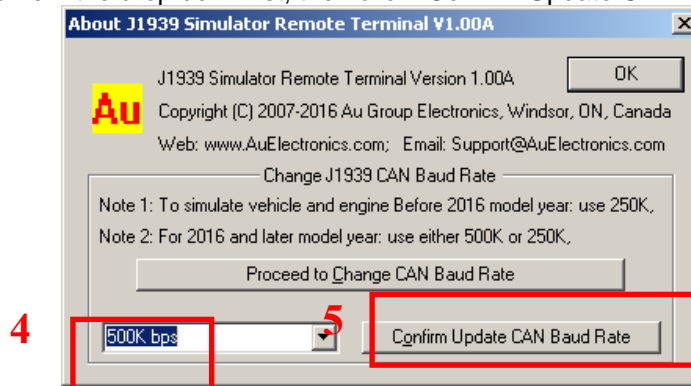 About J1939 Simulator Remote Terminal V1.00A
J1939 Simulator Remote Terminal Version 1.00A
OK
Au
Copyright (C) 2007-2016 Au Group Electronics, Windsor, ON, Canada
Web: www.AuElectronics.com; Email: Support@AuElectronics.com
Change J1939 CAN Baud Rate
Note 1: To simulate vehicle and engine Before 2016 model year: use 250K,
Note 2: For 2016 and later model year: use either 500K or 250K,
Proceed to Change CAN Baud Rate
4
500K bps
5
Confirm Update CAN Baud Rate